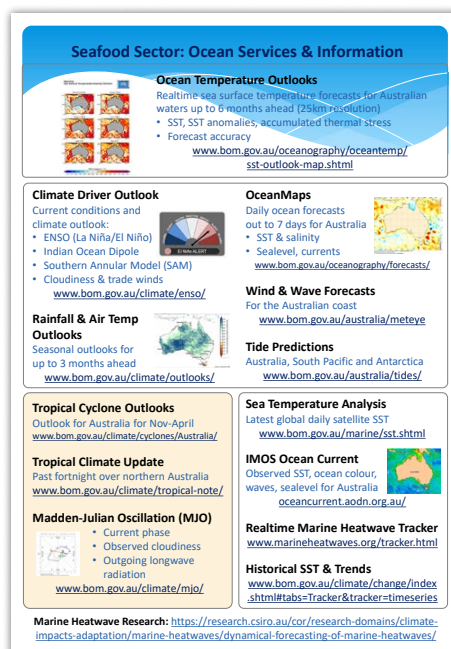 Seafood Sector: Ocean Services & Information
Ocean Temperature Outlooks
Realtime sea surface temperature forecasts for Australian
waters up to 6 months ahead (25km resolution)
• SST, SST anomalies, accumulated thermal stress
• Forecast accuracy
www.bom.gov.au/oceanography/oceantemp/
sst-outlook-map.shtml
Climate Driver Outlook
Current conditions and
climate outlook:
• ENSO (La Niña/El Niño)
• Indian Ocean Dipole
• Southern Annular Model (SAM)
• Cloudiness & trade winds
www.bom.gov.au/climate/enso/
El Niño ALERT
Rainfall & Air Temp
Outlooks
Seasonal outlooks for
up to 3 months ahead
www.bom.gov.au/climate/outlooks/
OceanMaps
Daily ocean forecasts
out to 7 days for Australia
• SST & salinity
• Sealevel, currents
www.bom.gov.au/oceanography/forecasts/
Wind & Wave Forecasts
For the Australian coast
www.bom.gov.au/australia/meteye
Tide Predictions
Australia, South Pacific and Antarctica
www.bom.gov.au/australia/tides/
Tropical Cyclone Outlooks
Outlook for Australia for Nov-April
www.bom.gov.au/climate/cyclones/Australia/
Tropical Climate Update
Past fortnight over northern Australia
www.bom.gov.au/climate/tropical-note/
Madden-Julian Oscillation (MJO)
• Current phase
• Observed cloudiness
• Outgoing longwave
radiation
www.bom.gov.au/climate/mjo/
Sea Temperature Analysis
Latest global daily satellite SST
www.bom.gov.au/marine/sst.shtml
IMOS Ocean Current
Observed SST, ocean colour,
waves, sealevel for Australia
oceancurrent.aodn.org.au/
Realtime Marine Heatwave Tracker
www.marineheatwaves.org/tracker.html
Historical SST & Trends
www.bom.gov.au/climate/change/index
.shtml#tabs=Tracker&tracker=timeseries
Marine Heatwave Research: https://research.csiro.au/cor/research-domains/climate-
impacts-adaptation/marine-heatwaves/dynamical-forecasting-of-marine-heatwaves/